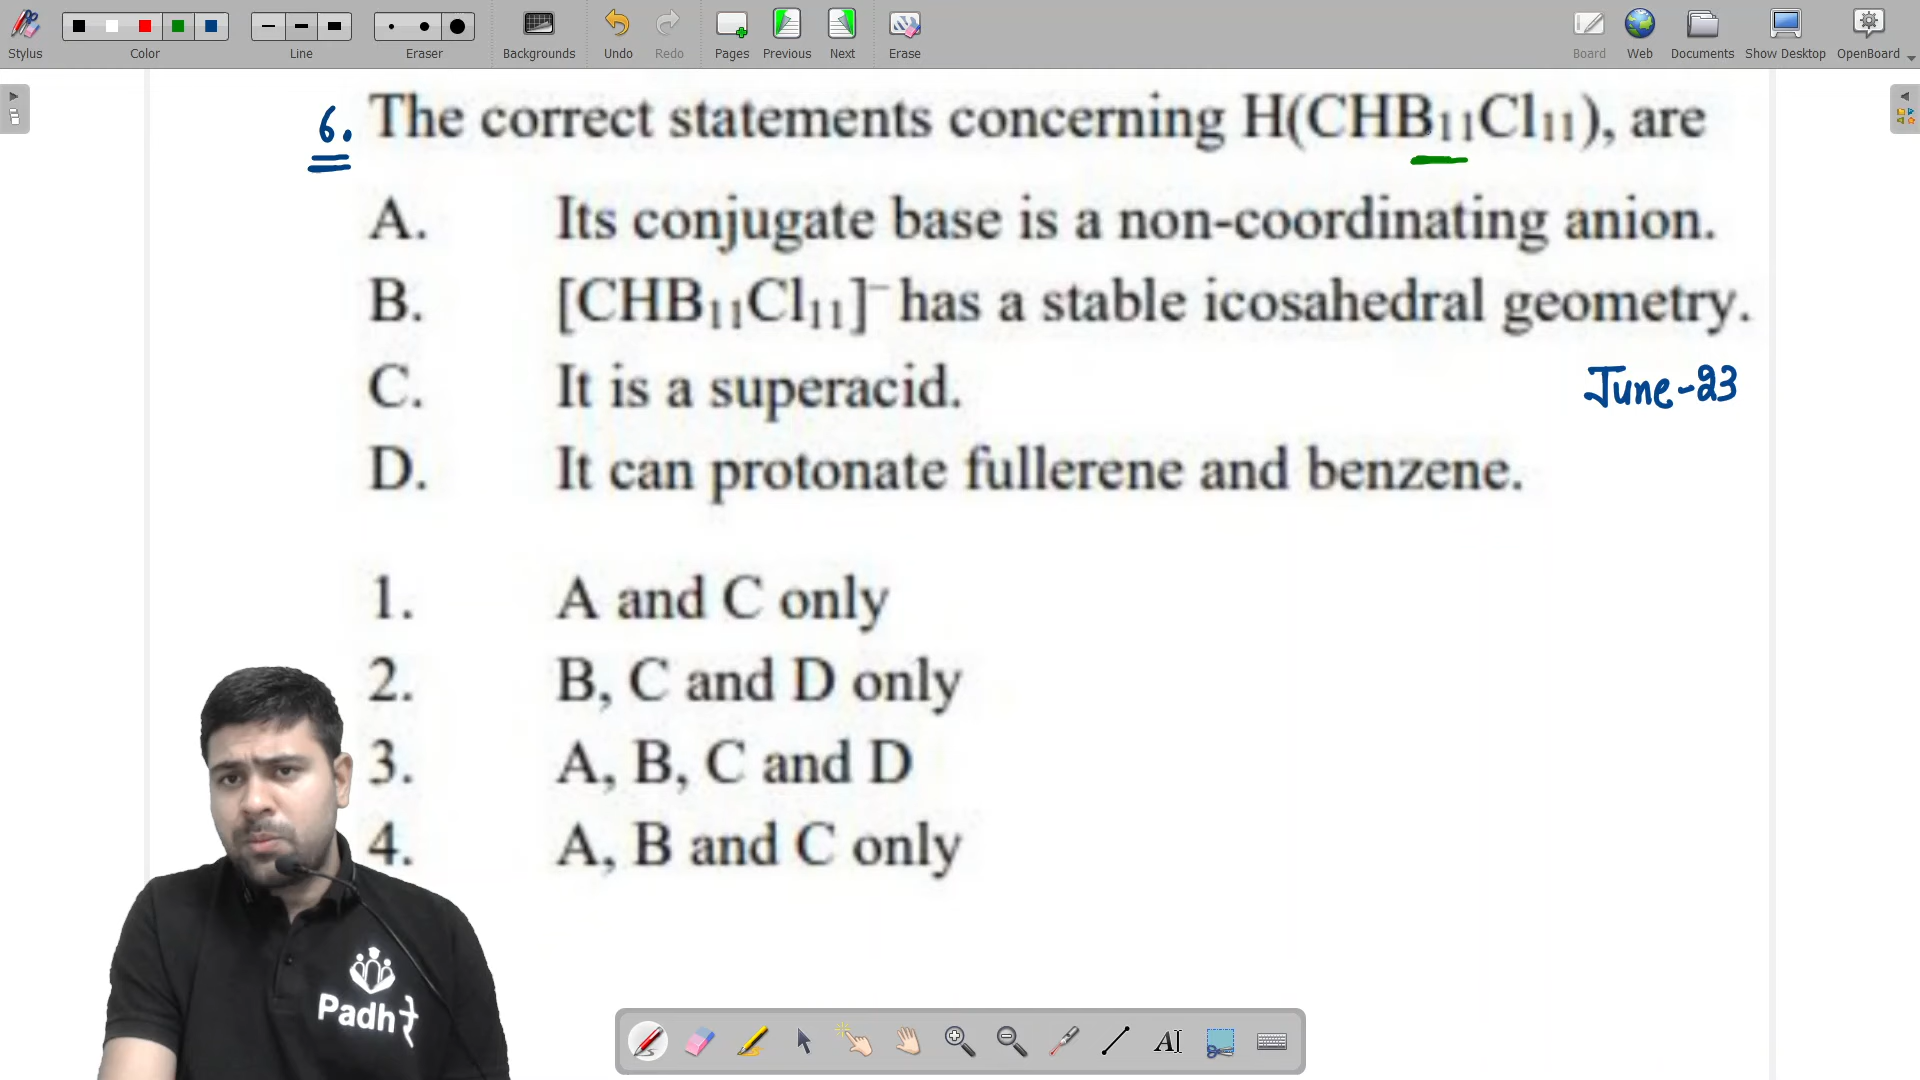 Stylus
Color
Line
Eraser
Backgrounds
Undo
Redo
Pages
Previous
Next
Erase
Board
Web
Documents
Show Desktop
OpenBoard
6. The correct statements concerning H(CHB₁₁Cl₁₁), are
A. Its conjugate base is a non-coordinating anion.
B. [CHB₁₁Cl₁₁]⁻ has a stable icosahedral geometry.
C. It is a superacid.
June-23
D. It can protonate fullerene and benzene.
1. A and C only
2. B, C and D only
3. A, B, C and D
4. A, B and C only
Padhरे